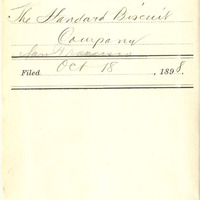 The Standard Biscuit
Company
San Francisco
Filed Oct 18, 1898.